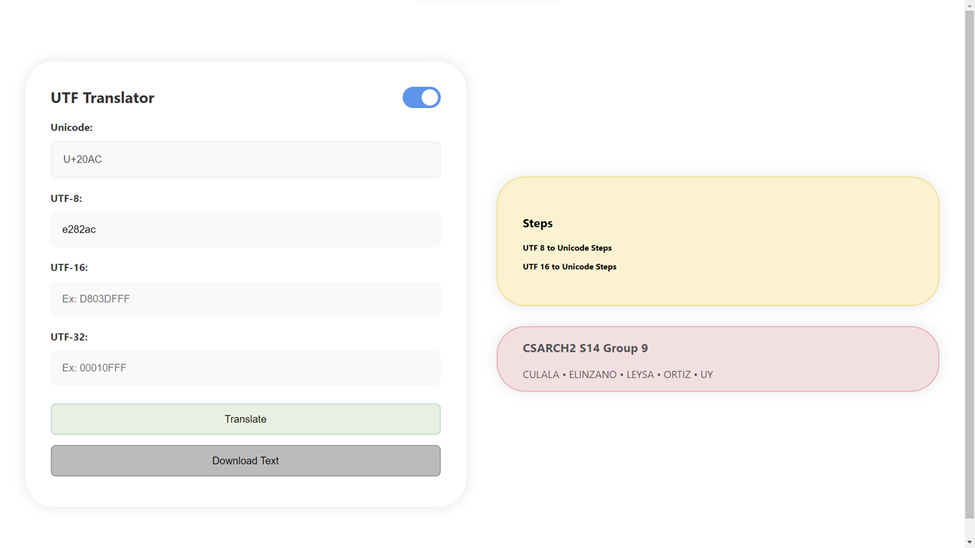 UTF Translator
Unicode:
U+20AC
UTF-8:
e282ac
UTF-16:
Ex: D803DFFF
UTF-32:
Ex: 00010FFF
Translate
Download Text
Steps
UTF 8 to Unicode Steps
UTF 16 to Unicode Steps
CSARCH2 S14 Group 9
CULALA • ELINZANO • LEYSA • ORTIZ • UY